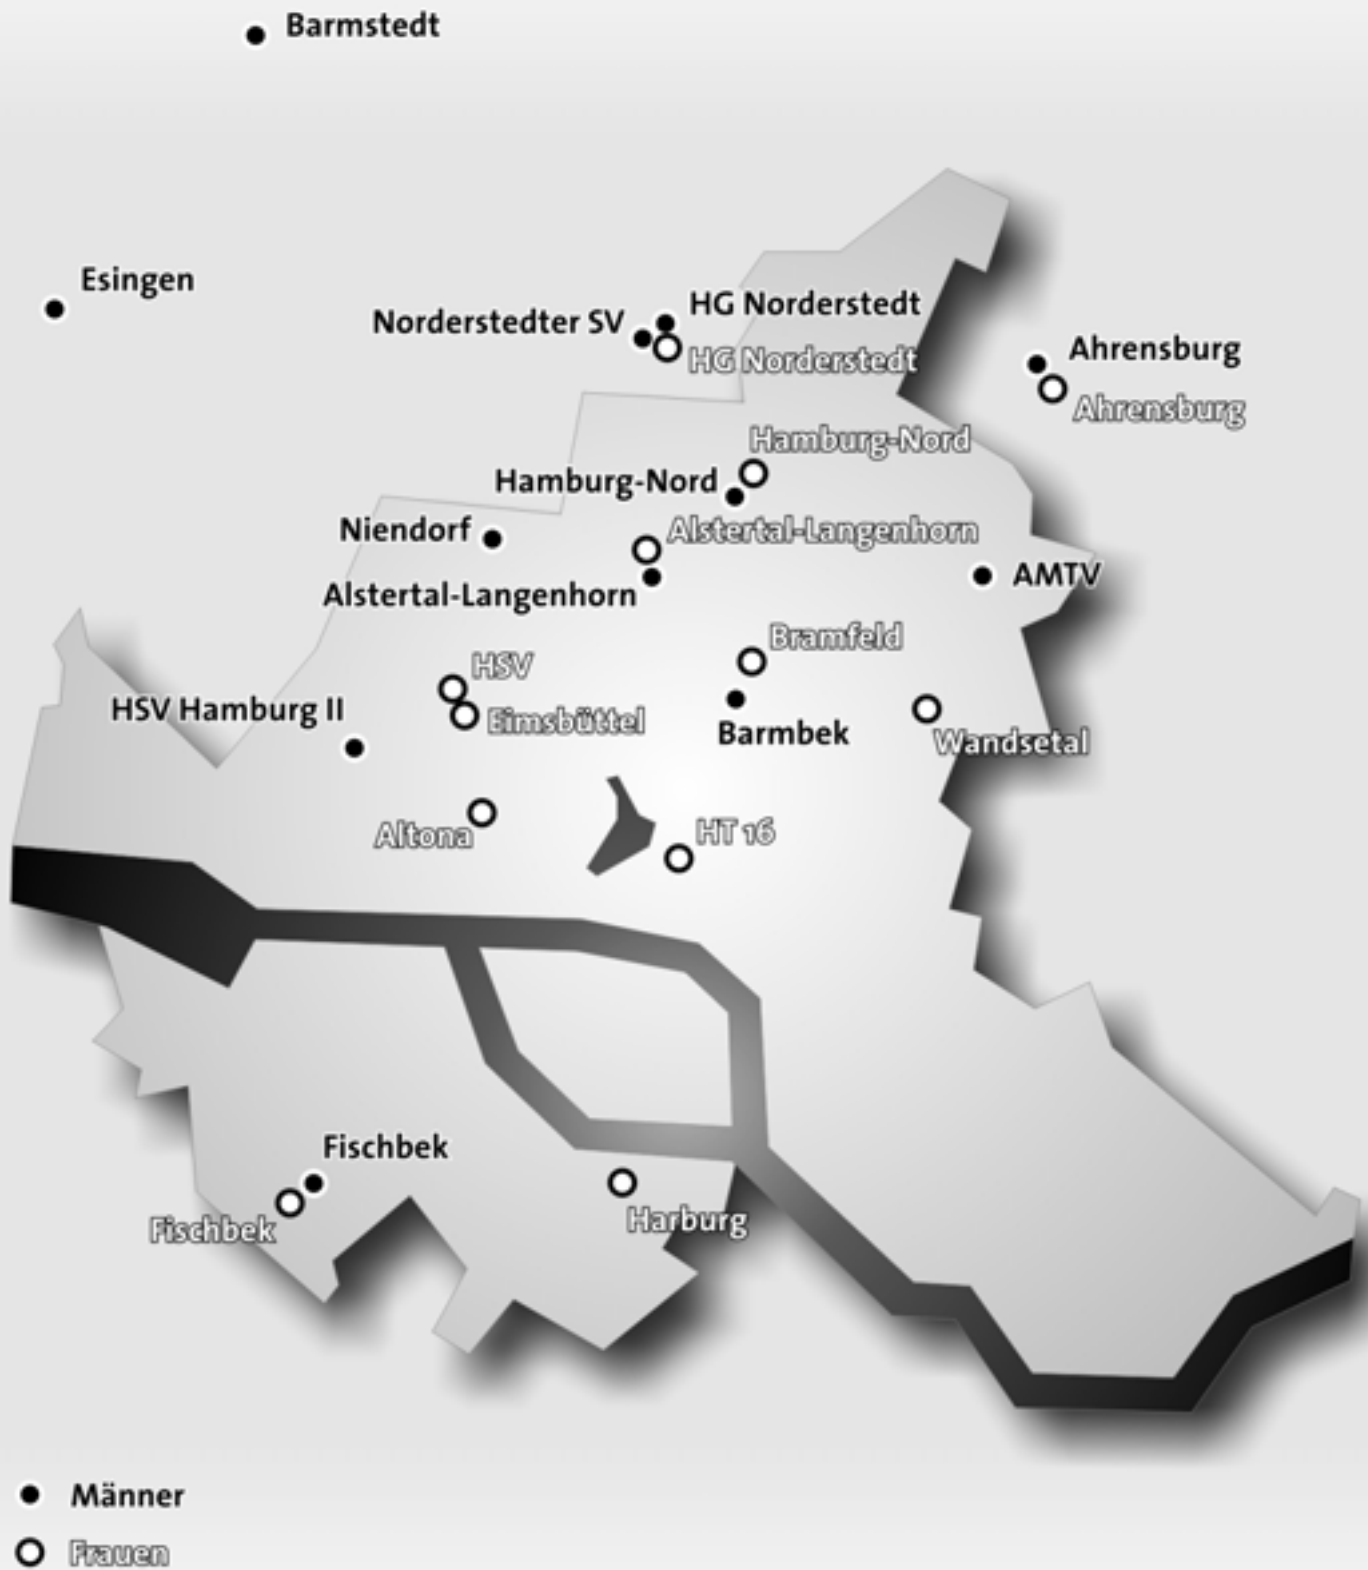 Barmstedt
Esingen
HG Norderstedt
Norderstedter SV
HG Norderstedt
Ahrensburg
Ahrensburg
Hamburg-Nord
Hamburg-Nord
Niendorf
Alstertal-Langenhorn
AMTV
Alstertal-Langenhorn
Bramfeld
HSV
HSV Hamburg II
Eimsbüttel
Barmbek
Wandsetal
Altona
HT 16
Fischbek
Fischbek
Harburg
Männer
Frauen